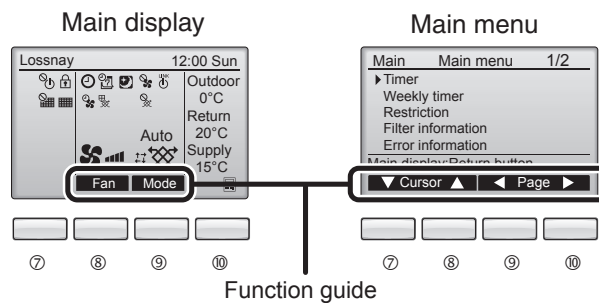 Main display
Lossnay 12:00 Sun
LINK
Outdoor
0°C
Return
20°C
Supply
15°C
Auto
Fan Mode
⑦ ⑧ ⑨ ⑩
Main menu
Main Main menu 1/2
Timer
Weekly timer
Restriction
Filter information
Error information
Main display:Return button
▼ Cursor ▲ ◀ Page ▶
⑦ ⑧ ⑨ ⑩
Function guide